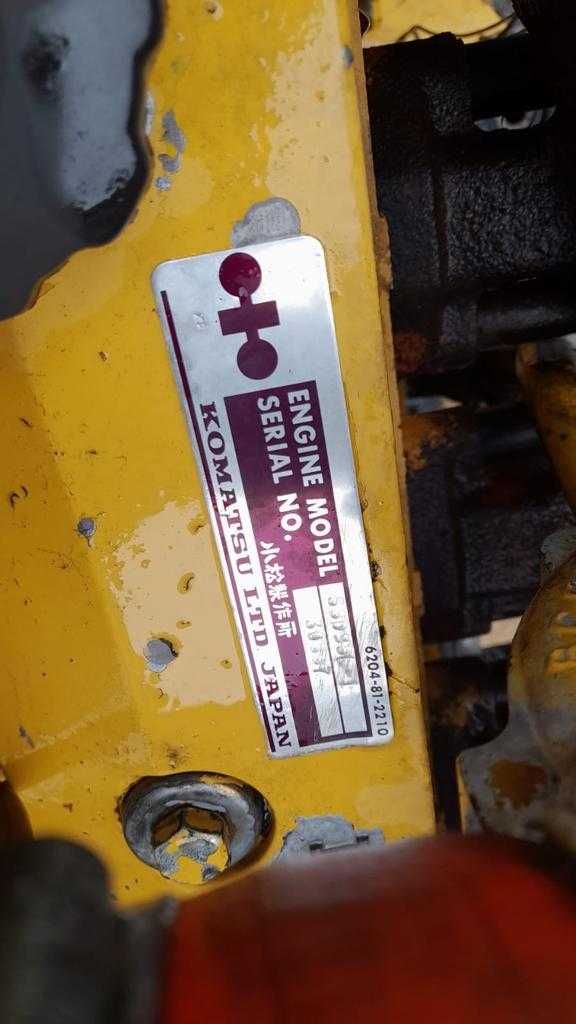 ENGINE MODEL
SERIAL NO.
小松製作所
KOMATSU LTD. JAPAN
6204-81-2210